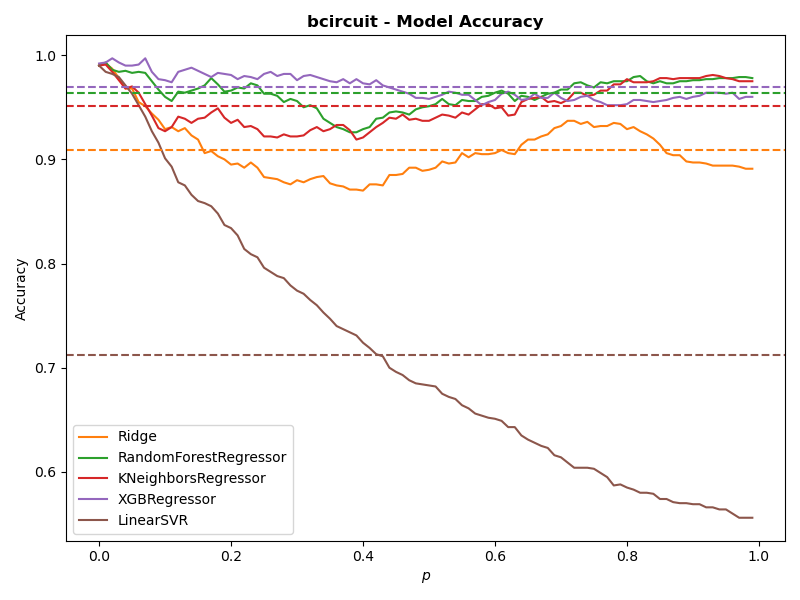 bcircuit - Model Accuracy
Accuracy
1.0
0.9
0.8
0.7
0.6
Ridge
RandomForestRegressor
KNeighborsRegressor
XGBRegressor
LinearSVR
0.0 0.2 0.4 0.6 0.8 1.0
p